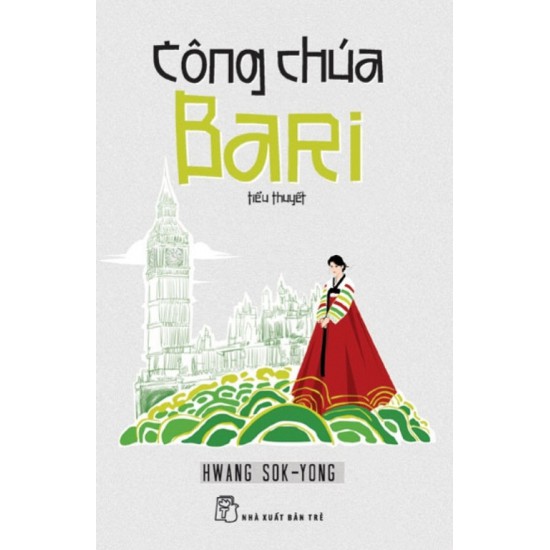 công chúa
Bari
tiểu thuyết
HWANG SOK-YONG
NHÀ XUẤT BẢN TRẺ